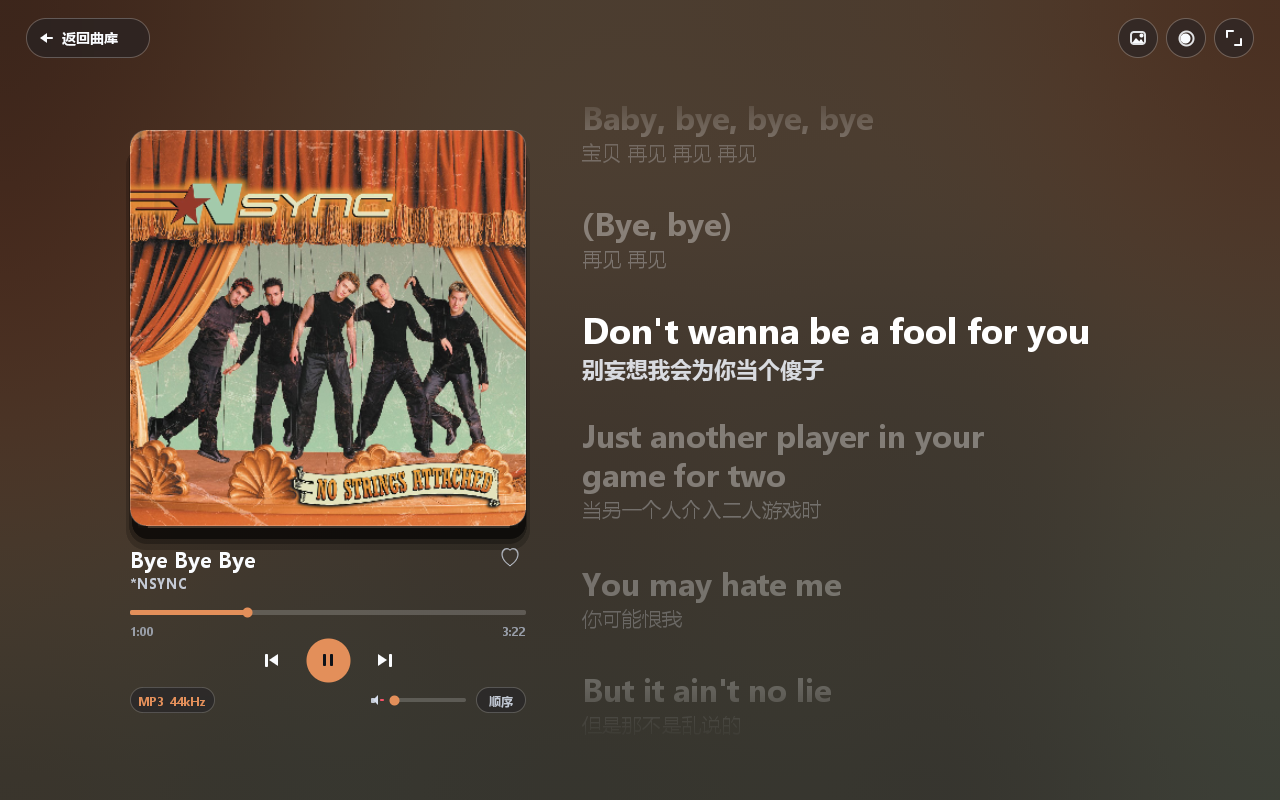 返回曲库
NSYNC
NO STRINGS ATTACHED
Bye Bye Bye
*NSYNC
1:00
3:22
MP3 44kHz
顺序
Baby, bye, bye, bye
宝贝 再见 再见 再见
(Bye, bye)
再见 再见
Don't wanna be a fool for you
别妄想我会为你当个傻子
Just another player in your
game for two
当另一个人介入二人游戏时
You may hate me
你可能恨我
But it ain't no lie
但是那不是乱说的